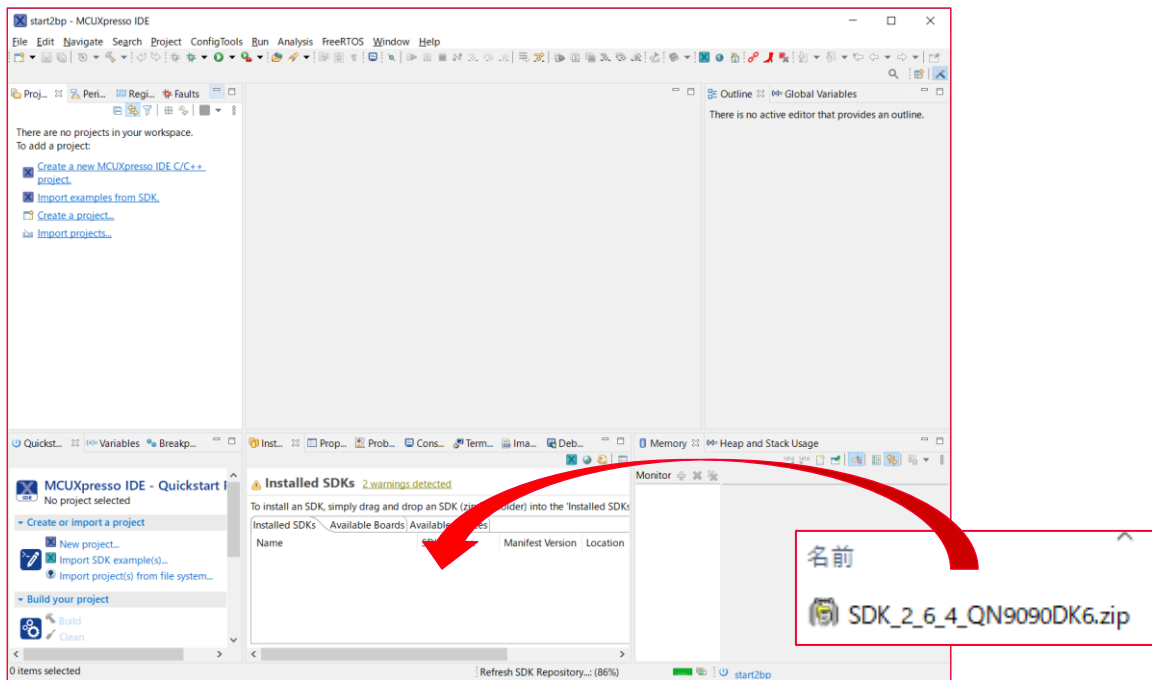 start2bp - MCUXpresso IDE
File Edit Navigate Search Project ConfigTools Run Analysis FreeRTOS Window Help
Proj... Peri... Regi... Faults
Outline Global Variables
There are no projects in your workspace.
To add a project:
There is no active editor that provides an outline.
Create a new MCUXpresso IDE C/C++
project.
Import examples from SDK.
Create a project...
Import projects...
Quickst... Variables Breakp...
Inst... Prop... Prob... Cons... Term... Ima... Deb...
Memory Heap and Stack Usage
MCUXpresso IDE - Quickstart
No project selected
IDE
Create or import a project
New project...
Import SDK example(s)...
Import project(s) from file system...
Build your project
Build
Clean
Installed SDKs 2 warnings detected
To install an SDK, simply drag and drop an SDK into the 'Installed SDKs
Installed SDKs Available Boards Available
Name Manifest Version Location
Monitor
名前
SDK_2_6_4_QN9090DK6.zip
0 items selected
Refresh SDK Repository...: (86%)
start2bp